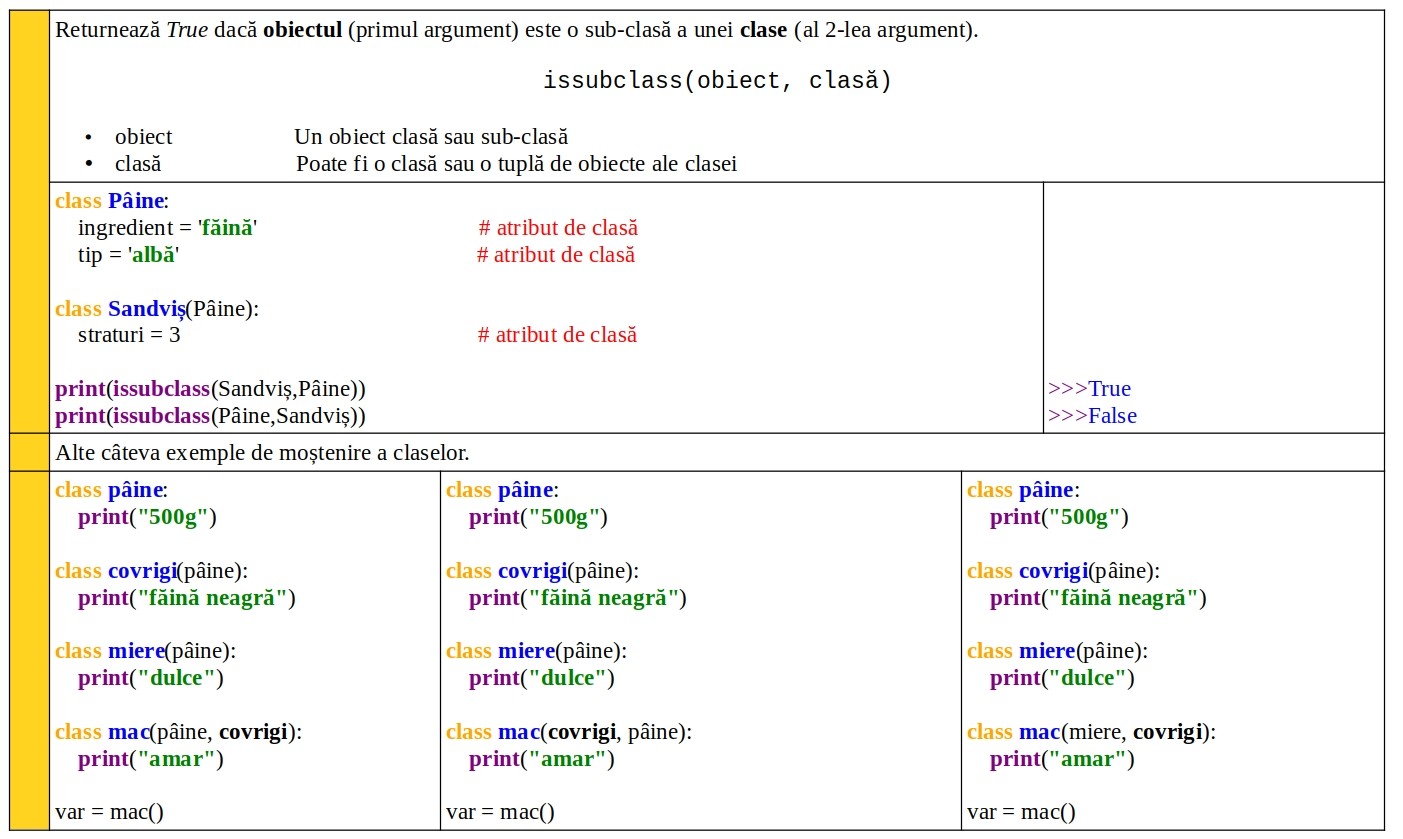 Returnează True dacă obiectul (primul argument) este o sub-clasă a unei clase (al 2-lea argument).
issubclass(obiect, clasă)
• obiect Un obiect clasă sau sub-clasă
• clasă Poate fi o clasă sau o tuplă de obiecte ale clasei
class Pâine:
ingredient = 'făină' # atribut de clasă
tip = 'albă' # atribut de clasă
class Sandviș(Pâine):
straturi = 3 # atribut de clasă
print(issubclass(Sandviș,Pâine))
print(issubclass(Pâine,Sandviș))
>>>True
>>>False
Alte câteva exemple de moștenire a claselor.
class pâine:
print("500g")
class covrigi(pâine):
print("făină neagră")
class miere(pâine):
print("dulce")
class mac(pâine, covrigi):
print("amar")
var = mac()
class pâine:
print("500g")
class covrigi(pâine):
print("făină neagră")
class miere(pâine):
print("dulce")
class mac(covrigi, pâine):
print("amar")
var = mac()
class pâine:
print("500g")
class covrigi(pâine):
print("făină neagră")
class miere(pâine):
print("dulce")
class mac(miere, covrigi):
print("amar")
var = mac()